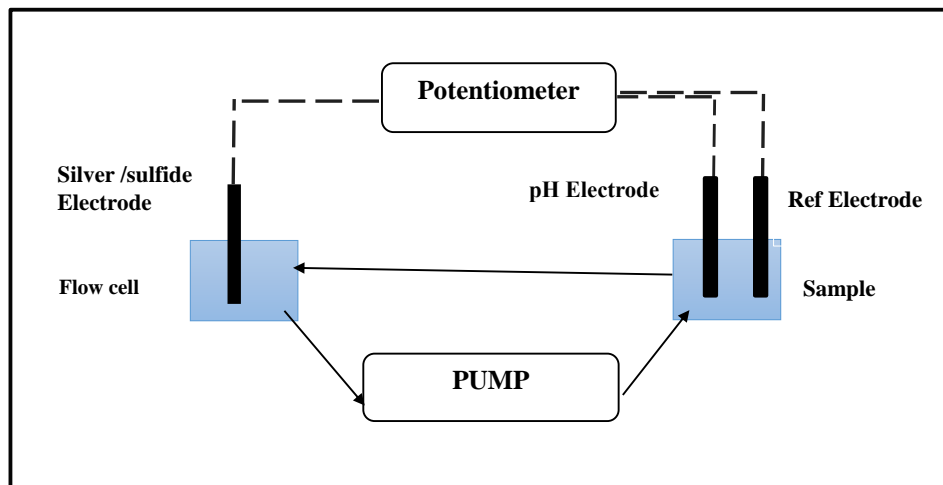 Potentiometer
Silver /sulfide
Electrode
pH Electrode
Ref Electrode
Flow cell
Sample
PUMP